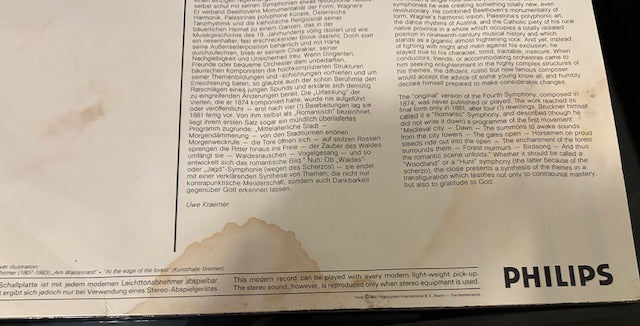 selbst schuf mit seinen Symphonien etwas Revolutionäres.
Er verband Beethovens Monumentalität der Form, Wagners
Harmonik, Palestrinas polyphone Künste, Österreichs
Tanzrhythmik und die katholische Religiosität seiner
bäuerlichen Heimat zu einem Ganzen, das in der
Musikgeschichte des 19. Jahrhunderts völlig isoliert und wie
ein riesenhafter, fast erschreckender Block dasteht. Doch statt
seine Außenseiterposition beharrlich und mit Härte
durchzufechten, blieb er seinem Charakter, seiner
Nachgiebigkeit und Unsicherheit treu. Wenn Dirigenten,
Freunde oder bequeme Orchester dem unbedarften,
bäurischen Komponisten die hochkomplizierten Strukturen
seiner Themenbildungen und -schichtungen vorhielten und um
Erleichterung baten, so glaubte auch der schon Berühmte den
Ratschlägen eines jungen Spunds und erklärte sich demütig
zu eingreifenden Änderungen bereit. Die „Urfassung" der
Vierten, die er 1874 komponiert hatte, wurde nie aufgeführt
oder veröffentlicht — erst nach vier (!) Bearbeitungen lag sie
1881 fertig vor. Von ihm selbst als „Romantisch" bezeichnet,
liegt ihrem ersten Satz sogar ein mündlich überliefertes
Programm zugrunde: „Mittelalterliche Stadt —
Morgendämmerung — von den Stadttürmen ertönen
Morgenweckrufe — die Tore öffnen sich — auf stolzen Rossen
sprengen die Ritter hinaus ins Freie — der Zauber des Waldes
umfängt sie — Waldesrauschen — Vogelgesang — und so
entwickelt sich das romantische Bild." Nun: Ob „Waldes"-
oder „Jagd"-Symphonie (wegen des Scherzos) — sie endet
mit einer verklärenden Synthese von Themen, die nicht nur
kontrapunktische Meisterschaft, sondern auch Dankbarkeit
gegenüber Gott erkennen lassen.
Uwe Kraemer
symphonies he was creating something totally new, even
revolutionary. He combined Beethoven's monumentality of
form, Wagner's harmonic vision, Palestrina's polyphonic art,
the dance rhythms of Austria, and the Catholic piety of his rural
native province in a whole which occupies a totally isolated
position in nineteenth-century musical history and which
stands as a gigantic, almost frightening rock. And yet, instead
of fighting with might and main against his exclusion, he
stayed true to his character, timid, tractable, insecure. When
conductors, friends, or accommodating orchestras came to
him seeking enlightenment in the highly complex structures of
his themes, the diffident, rustic, and now famous composer
would accept the advice of some young know-all, and humbly
declare himself prepared to make considerable changes.
The "original" version of the Fourth Symphony, composed in
1874, was never published or played. The work reached its
final form only in 1881, after four (!) rewritings. Bruckner himself
called it a "Romantic" Symphony, and described (though he
did not write it down) a programme of the first movement:
"Medieval city — Dawn — The summons to awake sounds
from the city towers — The gates open — Horsemen on proud
steeds ride out into the open — The enchantment of the forest
surrounds them — Forest murmurs — Birdsong — And thus
the romantic scene unfolds." Whether it should be called a
"Woodland" or a "Hunt" symphony (the latter because of the
scherzo), the close presents a synthesis of the themes in a
transfiguration which testifies not only to contrapuntal mastery,
but also to gratitude to God.
ver illustration:
(1807-1863) „Am Waldesrand" - "At the edge of the forest" (Kunsthalle Bremen)
Schallplatte ist mit jedem modernen Leichttonabnehmer abspielbar.
t ergibt sich jedoch nur bei Verwendung eines Stereo-Abspielgerätes.
This modern record can be played with every modern light-weight pick-up.
The stereo sound, however, is reproduced only when stereo equipment is used.
PHILIPS
Phonogram International B.V., Baarn — The Netherlands